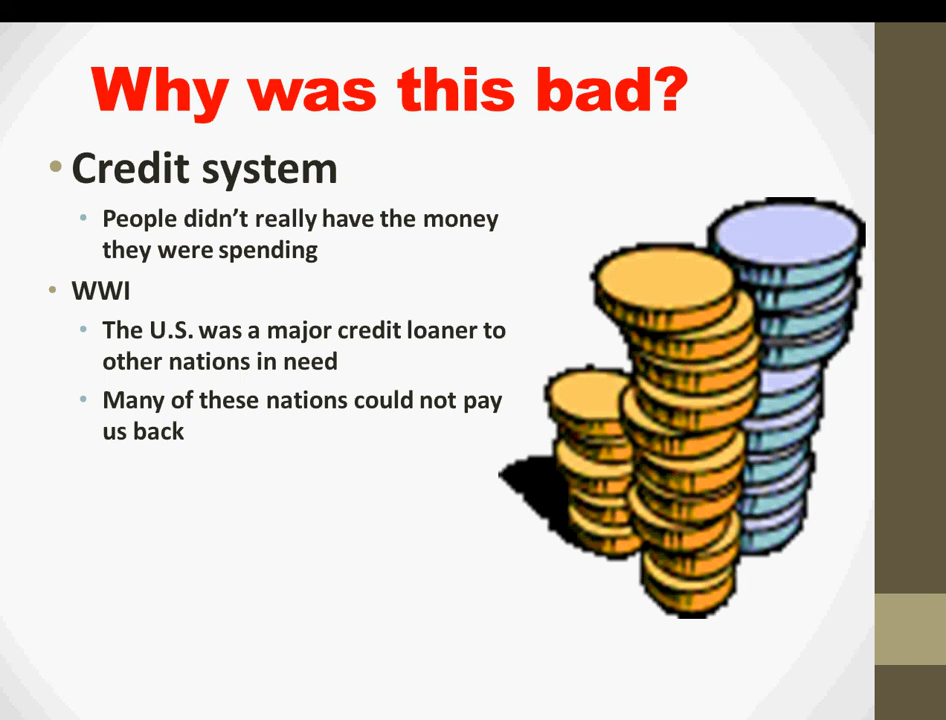 Why was this bad?
• Credit system
• People didn't really have the money
they were spending
• WWI
• The U.S. was a major credit loaner to
other nations in need
• Many of these nations could not pay
us back